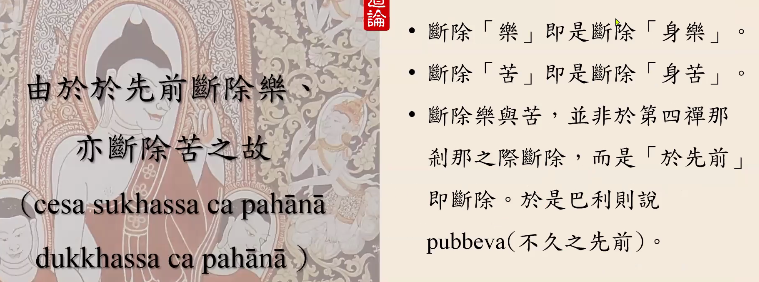 道論
由於於先前斷除樂、
亦斷除苦之故
(cesa sukhassa ca pahānā
dukkhassa ca pahānā )
• 斷除「樂」即是斷除「身樂」。
• 斷除「苦」即是斷除「身苦」。
• 斷除樂與苦，並非於第四禪那
剎那之際斷除，而是「於先前」
即斷除。於是巴利則說
pubbeva(不久之先前)。